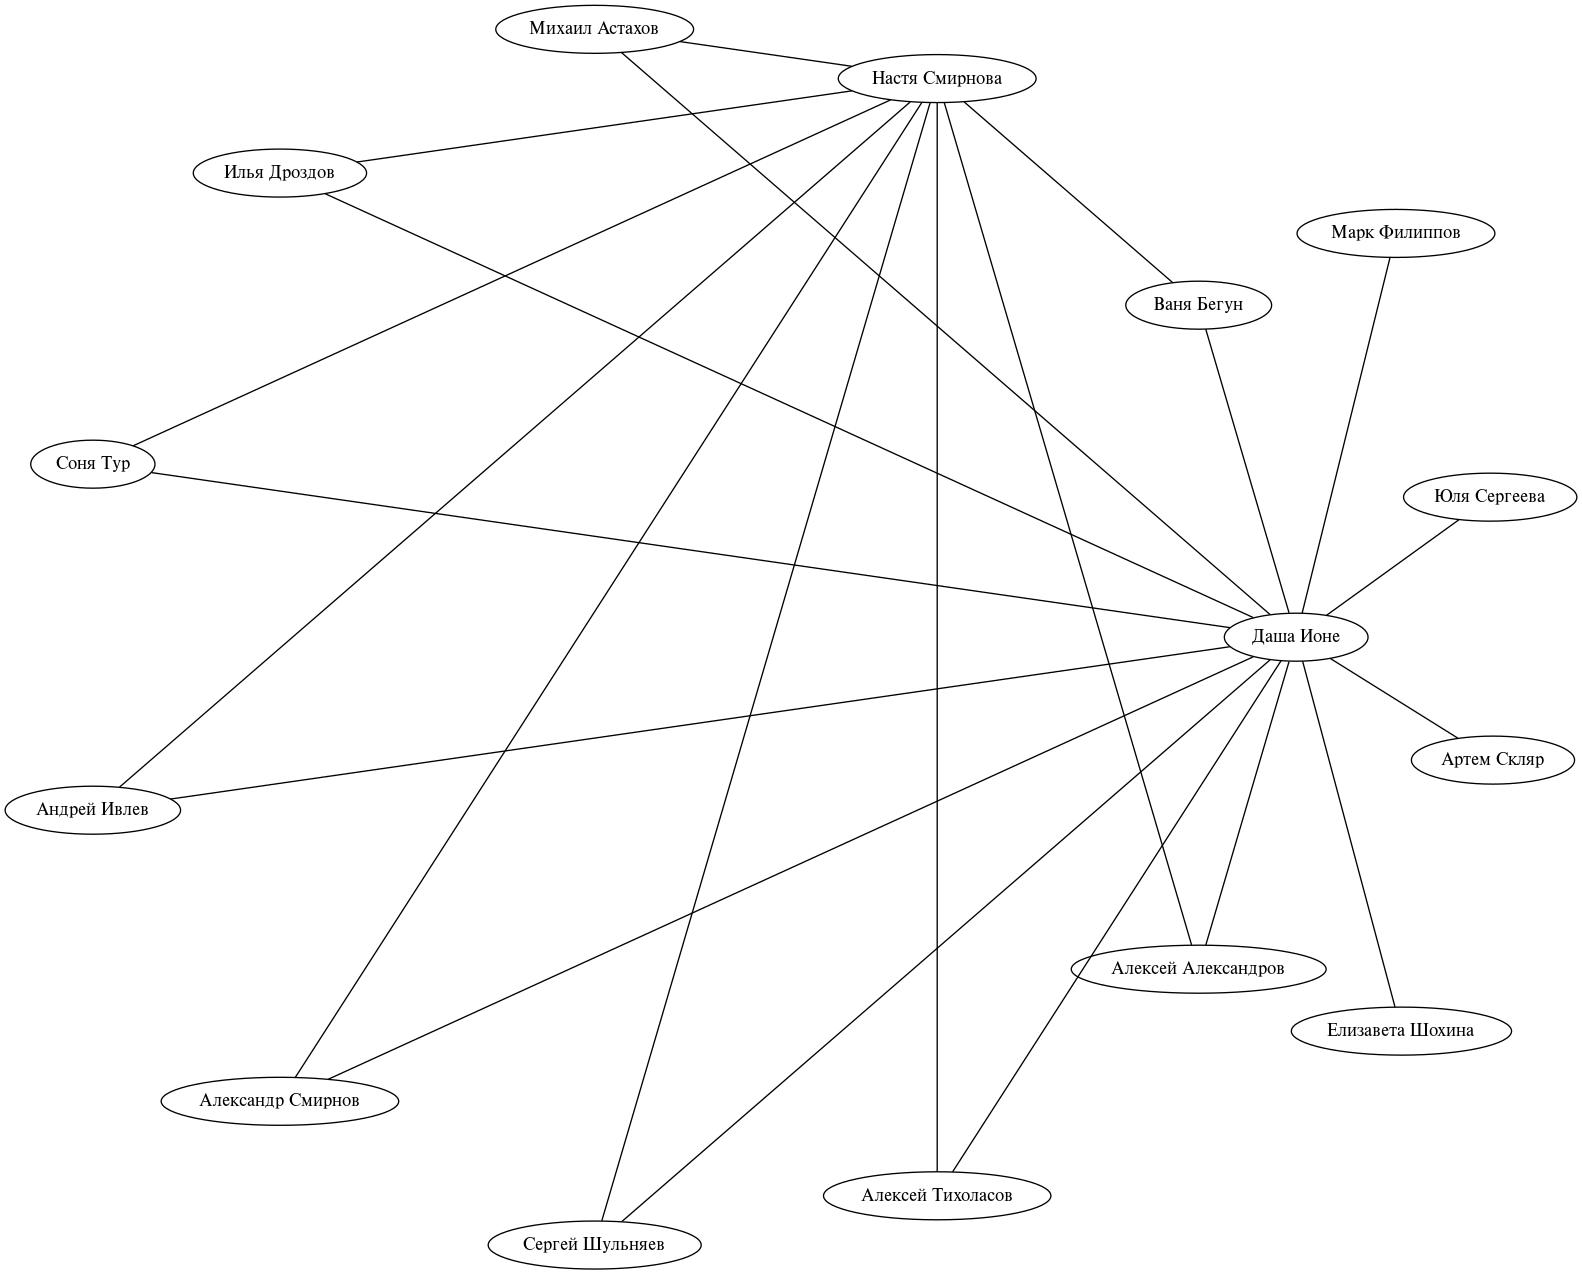 Михаил Астахов
Настя Смирнова
Илья Дроздов
Марк Филиппов
Ваня Бегун
Соня Тур
Юля Сергеева
Даша Ионе
Артем Скляр
Андрей Ивлев
Алексей Александров
Елизавета Шохина
Александр Смирнов
Алексей Тихоласов
Сергей Шульняев